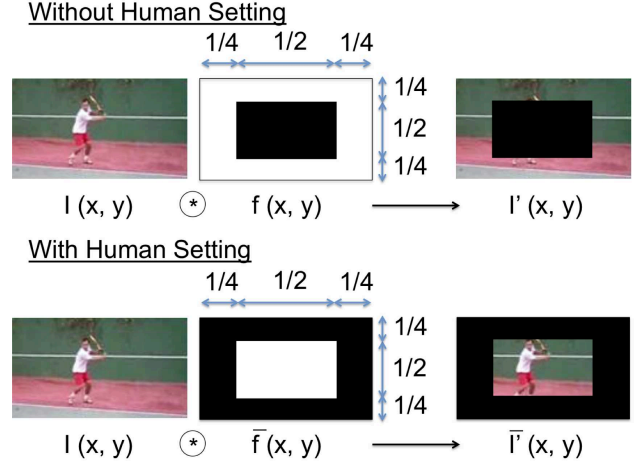 Without Human Setting
1/4 1/2 1/4
1/4
1/2
1/4
I (x, y) * f (x, y) I’ (x, y)
With Human Setting
1/4 1/2 1/4
1/4
1/2
1/4
I (x, y) * f̅ (x, y) I̅’ (x, y)